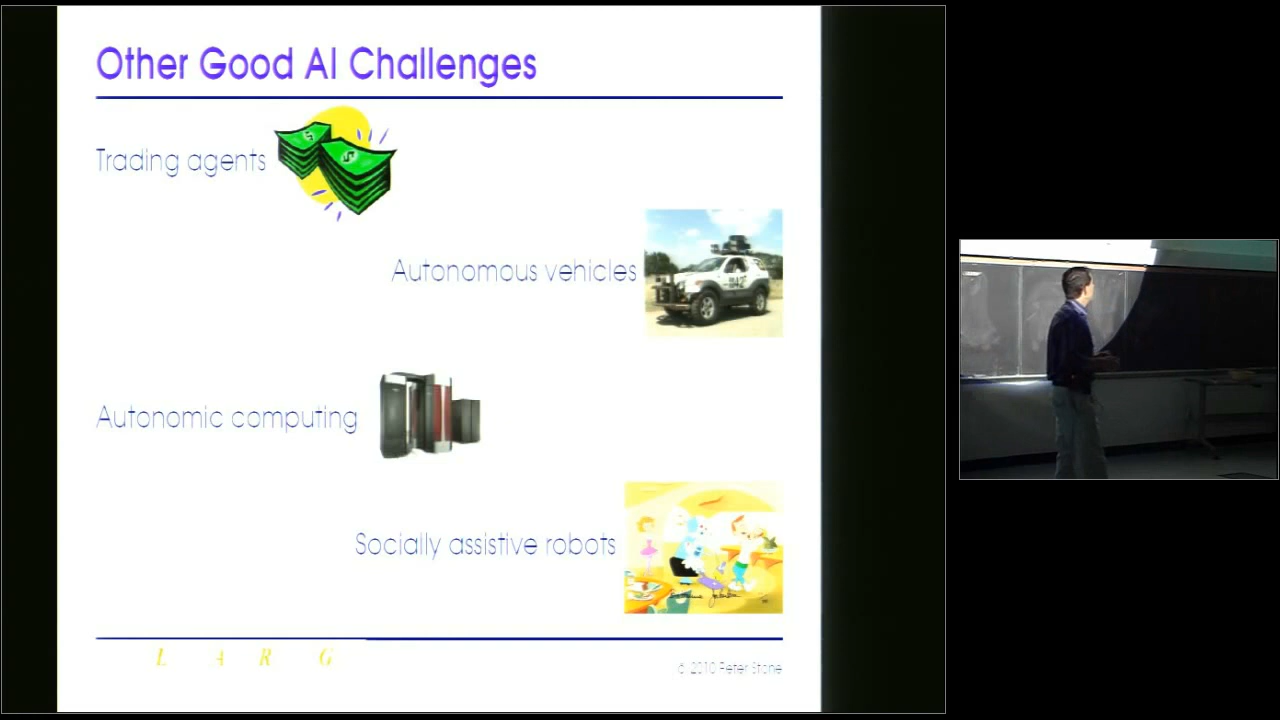 Other Good AI Challenges
Trading agents
Autonomous vehicles
Autonomic computing
Socially assistive robots
L A R G
© 2010 Peter Stone